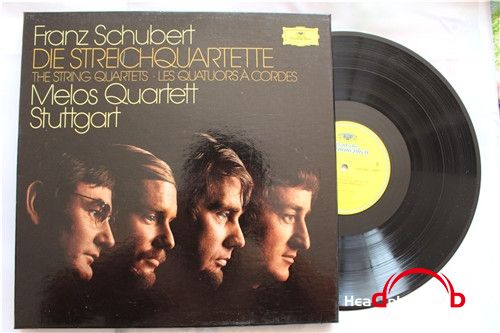 Franz Schubert
DIE STREICHQUARTETTE
THE STRING QUARTETS · LES QUATUORS À CORDES
Melos Quartett
Stuttgart